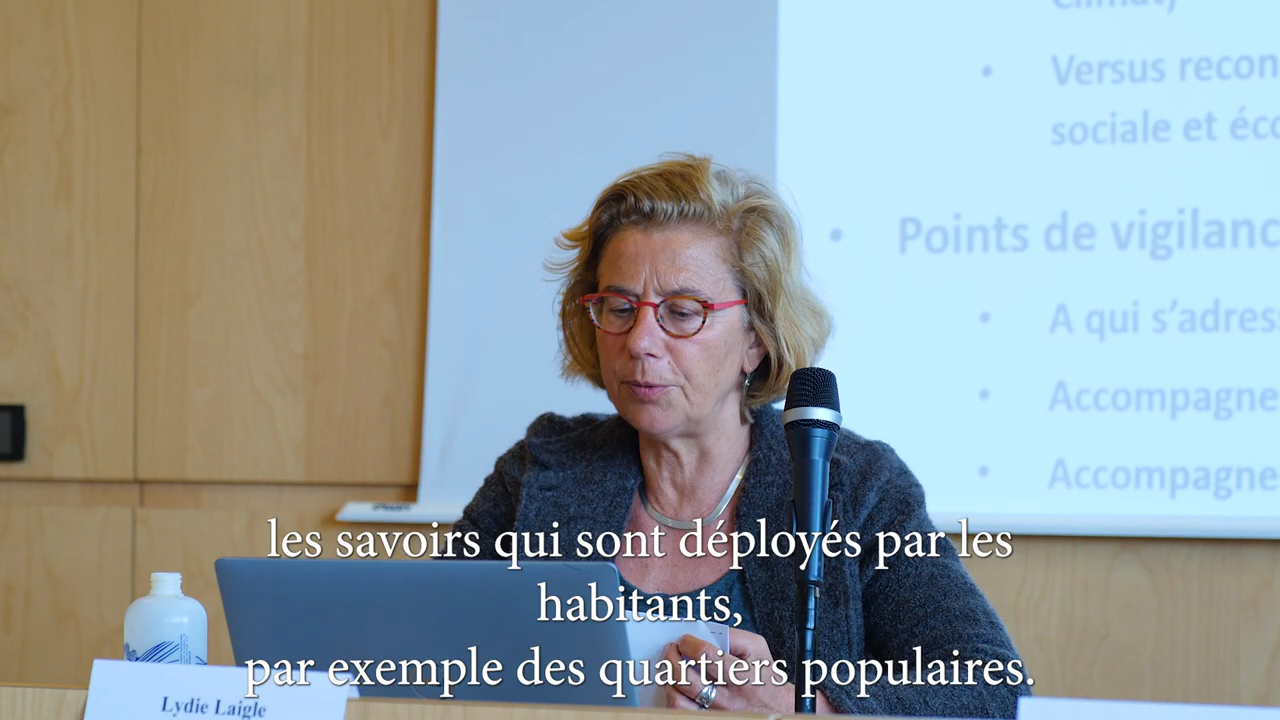 Versus recon
sociale et éco
• Points de vigilanc
• A qui s'adres
• Accompagne
• Accompagne
les savoirs qui sont déployés par les
habitants,
par exemple des quartiers populaires.
Lydie Laigle